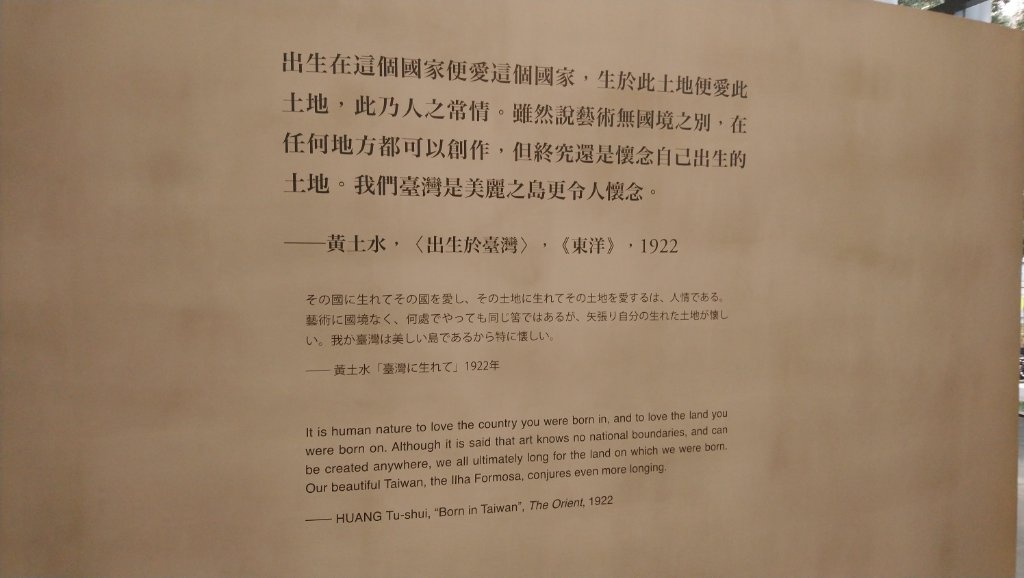 出生在這個國家便愛這個國家，生於此土地便愛此
土地，此乃人之常情。雖然說藝術無國境之別，在
任何地方都可以創作，但終究還是懷念自己出生的
土地。我們臺灣是美麗之島更令人懷念。
——黃土水，〈出生於臺灣〉，《東洋》，1922
その國に生れてその國を愛し、その土地に生れてその土地を愛するは、人情である。
藝術に國境なく、何處でやっても同じ筈ではあるが、矢張り自分の生れた土地が懐し
い。我か臺灣は美しい島であるから特に懐しい。
—— 黃土水「臺灣に生れて」1922年
It is human nature to love the country you were born in, and to love the land you
were born on. Although it is said that art knows no national boundaries, and can
be created anywhere, we all ultimately long for the land on which we were born.
Our beautiful Taiwan, the Ilha Formosa, conjures even more longing.
—— HUANG Tu-shui, “Born in Taiwan”, The Orient, 1922